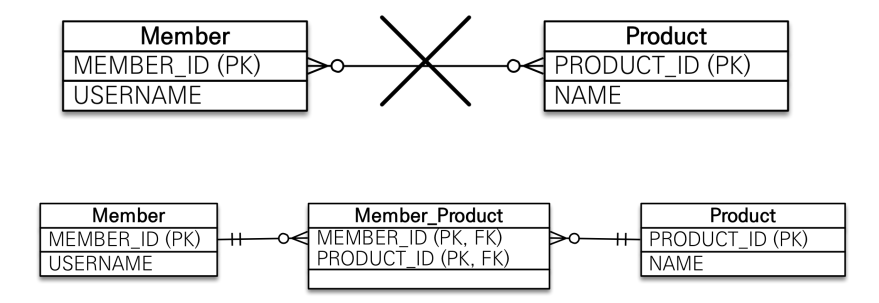 Member
MEMBER_ID (PK)
USERNAME
Product
PRODUCT_ID (PK)
NAME
Member
MEMBER_ID (PK)
USERNAME
Member_Product
MEMBER_ID (PK, FK)
PRODUCT_ID (PK, FK)
Product
PRODUCT_ID (PK)
NAME